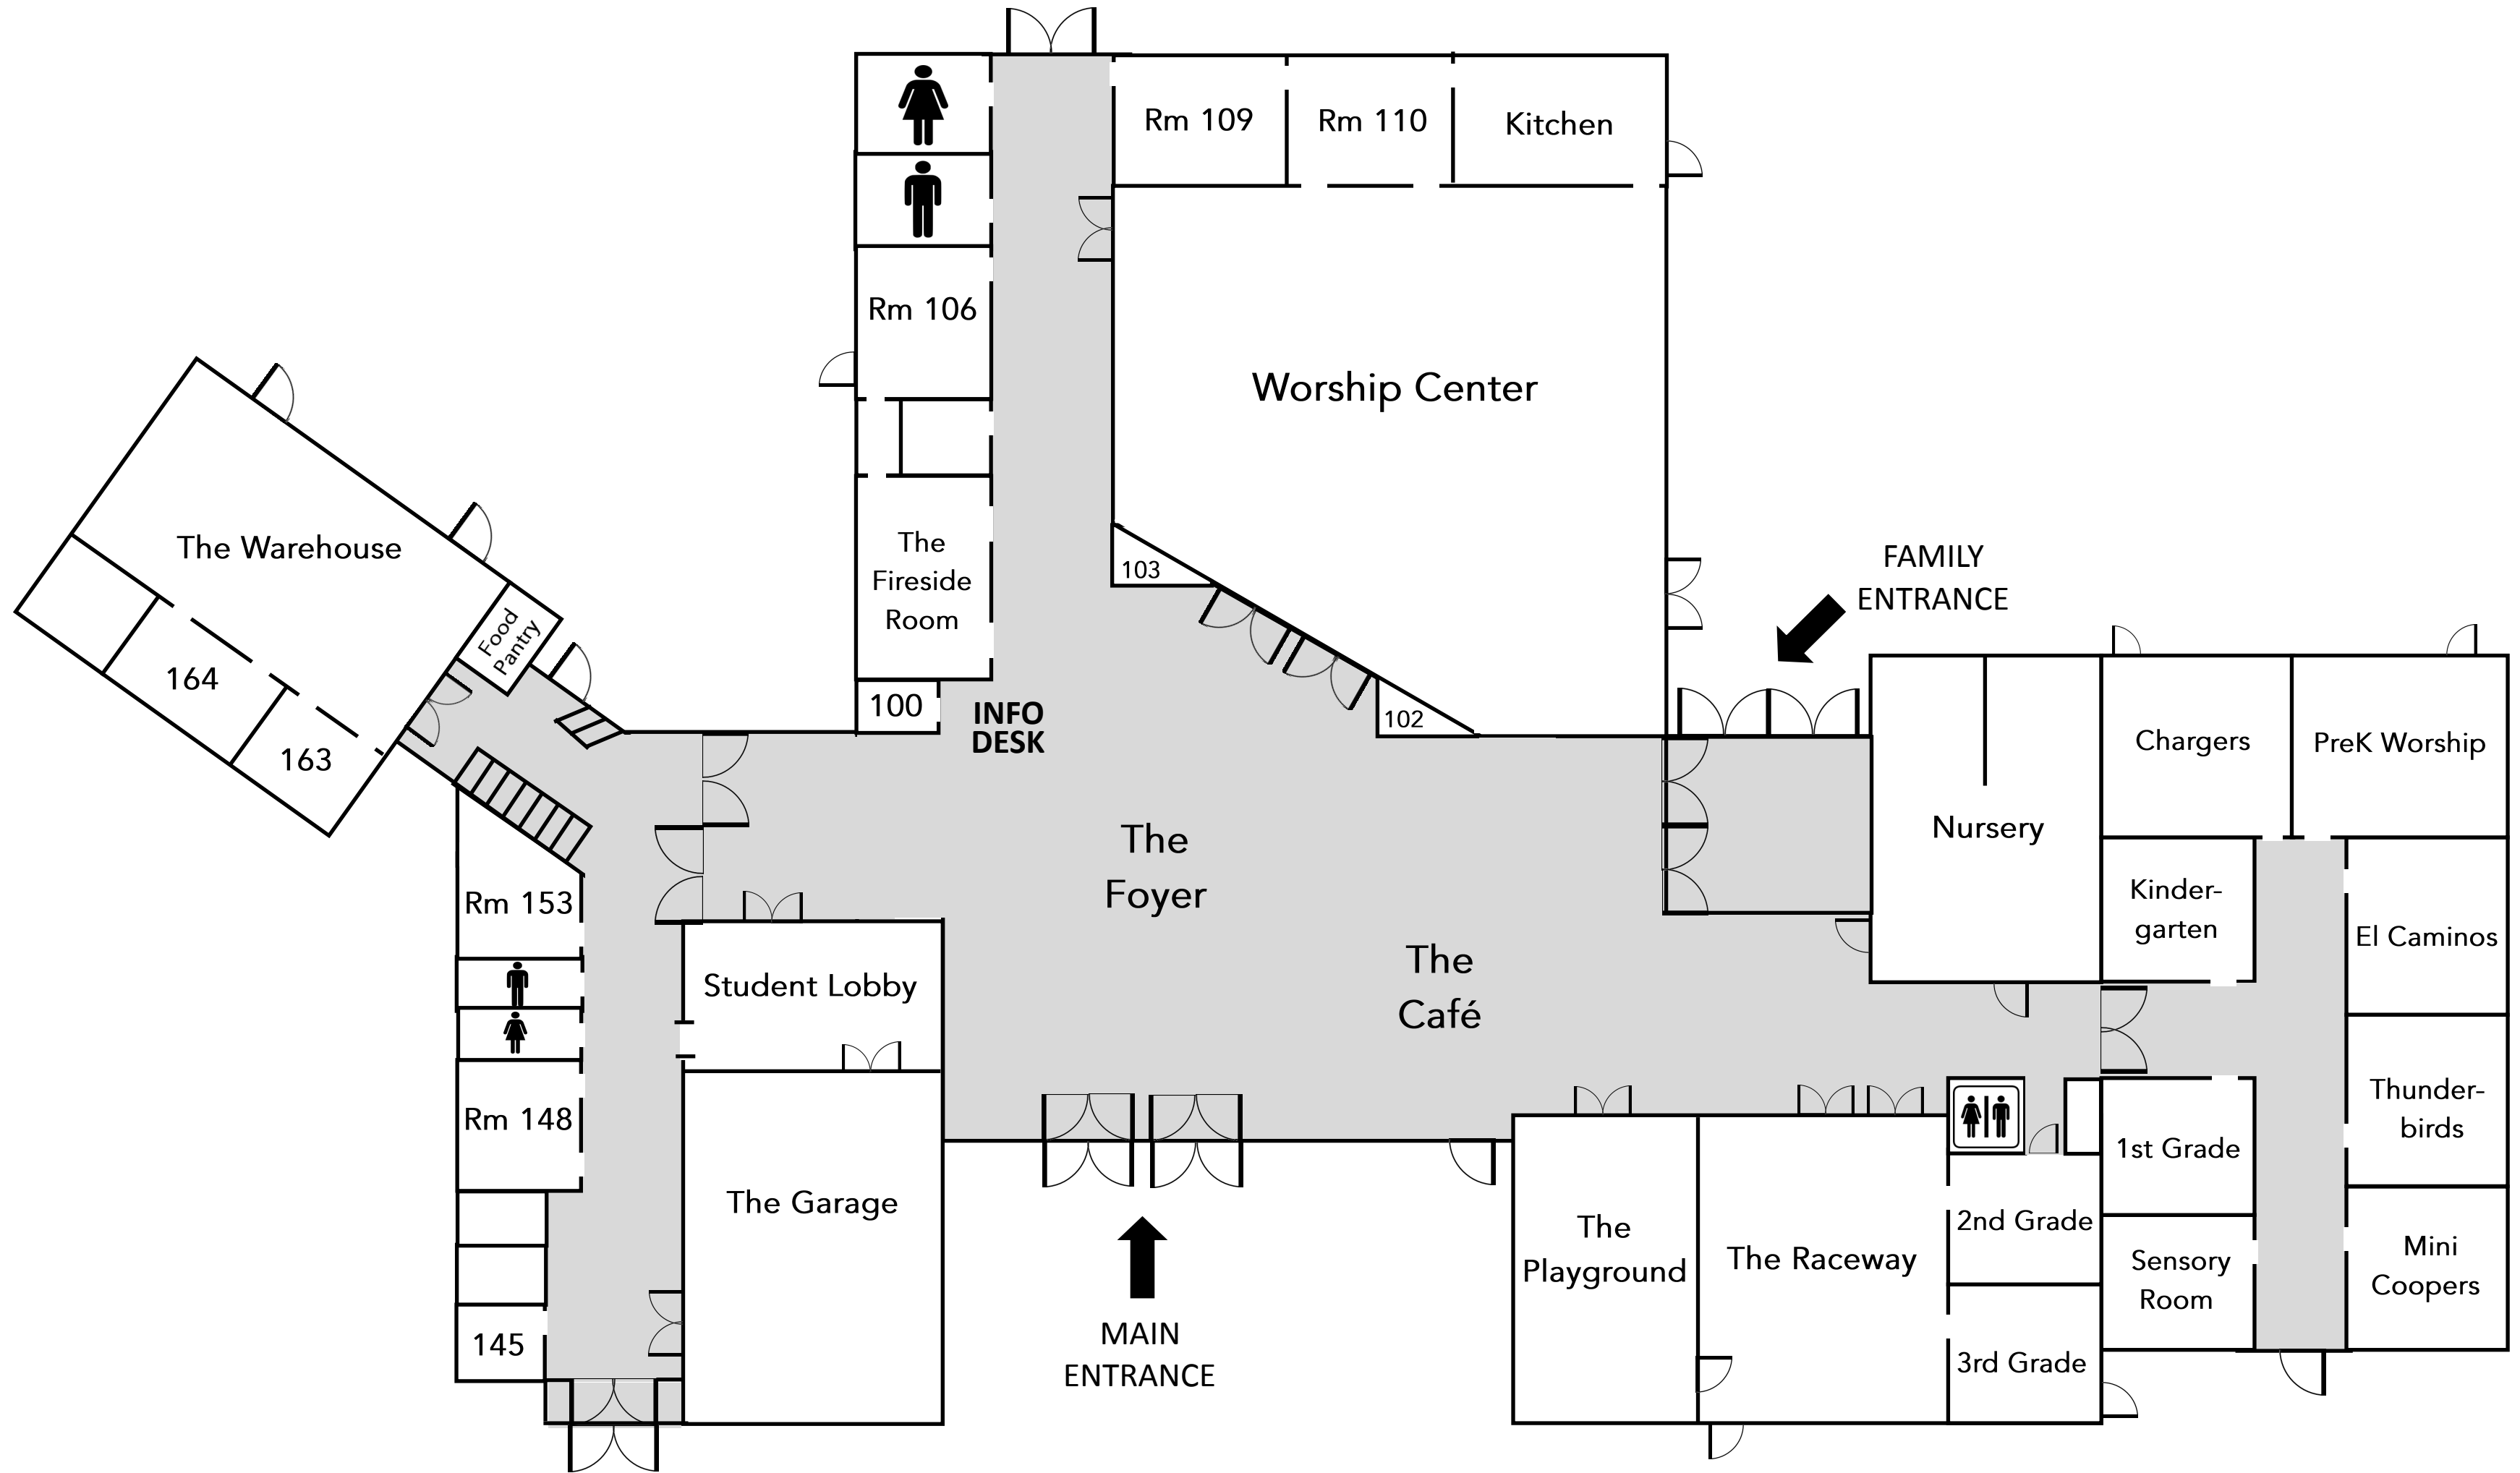 Rm 109
Rm 110
Kitchen
Rm 106
Worship Center
The Warehouse
The
Fireside
Room
103
FAMILY
ENTRANCE
Food
Pantry
164
163
100
INFO
DESK
102
Chargers
PreK Worship
Nursery
The
Foyer
Kinder-
garten
El Caminos
Rm 153
Student Lobby
The
Café
Rm 148
Thunder-
birds
1st Grade
The Garage
The
Playground
The Raceway
2nd Grade
Sensory
Room
Mini
Coopers
145
MAIN
ENTRANCE
3rd Grade